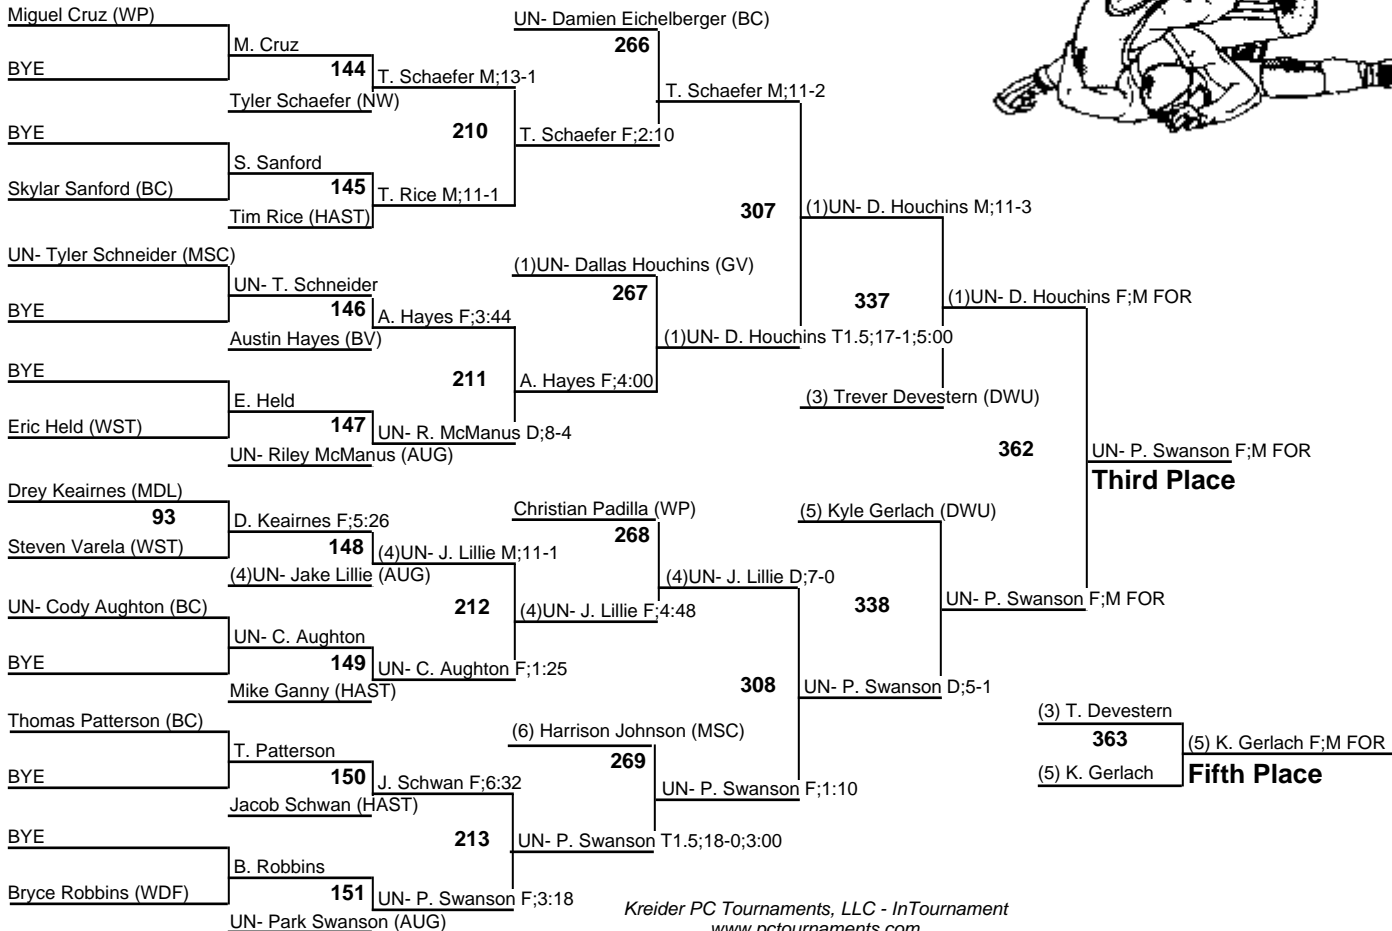 Miguel Cruz (WP)
M. Cruz
BYE
144
T. Schaefer M;13-1
Tyler Schaefer (NW)
BYE
210
T. Schaefer F;2:10
S. Sanford
Skylar Sanford (BC)
145
T. Rice M;11-1
Tim Rice (HAST)
UN- Damien Eichelberger (BC)
266
T. Schaefer M;11-2
307
(1)UN- D. Houchins M;11-3
UN- Tyler Schneider (MSC)
UN- T. Schneider
BYE
146
A. Hayes F;3:44
Austin Hayes (BV)
BYE
211
A. Hayes F;4:00
E. Held
Eric Held (WST)
147
UN- R. McManus D;8-4
UN- Riley McManus (AUG)
(1)UN- Dallas Houchins (GV)
267
(1)UN- D. Houchins T1.5;17-1;5:00
337
(1)UN- D. Houchins F;M FOR
(3) Trever Devestern (DWU)
362
UN- P. Swanson F;M FOR
Third Place
Drey Keairnes (MDL)
93
D. Keairnes F;5:26
Steven Varela (WST)
148
(4)UN- J. Lillie M;11-1
(4)UN- Jake Lillie (AUG)
UN- Cody Aughton (BC)
212
(4)UN- J. Lillie F;4:48
UN- C. Aughton
BYE
149
UN- C. Aughton F;1:25
Mike Ganny (HAST)
Christian Padilla (WP)
268
(4)UN- J. Lillie D;7-0
(5) Kyle Gerlach (DWU)
338
UN- P. Swanson F;M FOR
308
UN- P. Swanson D;5-1
Thomas Patterson (BC)
T. Patterson
BYE
150
J. Schwan F;6:32
Jacob Schwan (HAST)
BYE
213
UN- P. Swanson T1.5;18-0;3:00
B. Robbins
Bryce Robbins (WDF)
151
UN- P. Swanson F;3:18
UN- Park Swanson (AUG)
(6) Harrison Johnson (MSC)
269
UN- P. Swanson F;1:10
(3) T. Devestern
363
(5) K. Gerlach F;M FOR
(5) K. Gerlach
Fifth Place
Kreider PC Tournaments, LLC - InTournament
www.pctournaments.com